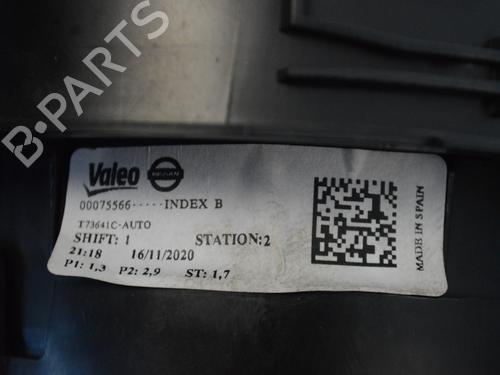 B-PARTS
Valeo NISSAN
00075566-----INDEX B
T73641C-AUTO
SHIFT: 1 STATION:2
21:18 16/11/2020
P1: 1,3 P2: 2,9 ST: 1,7
MADE IN SPAIN